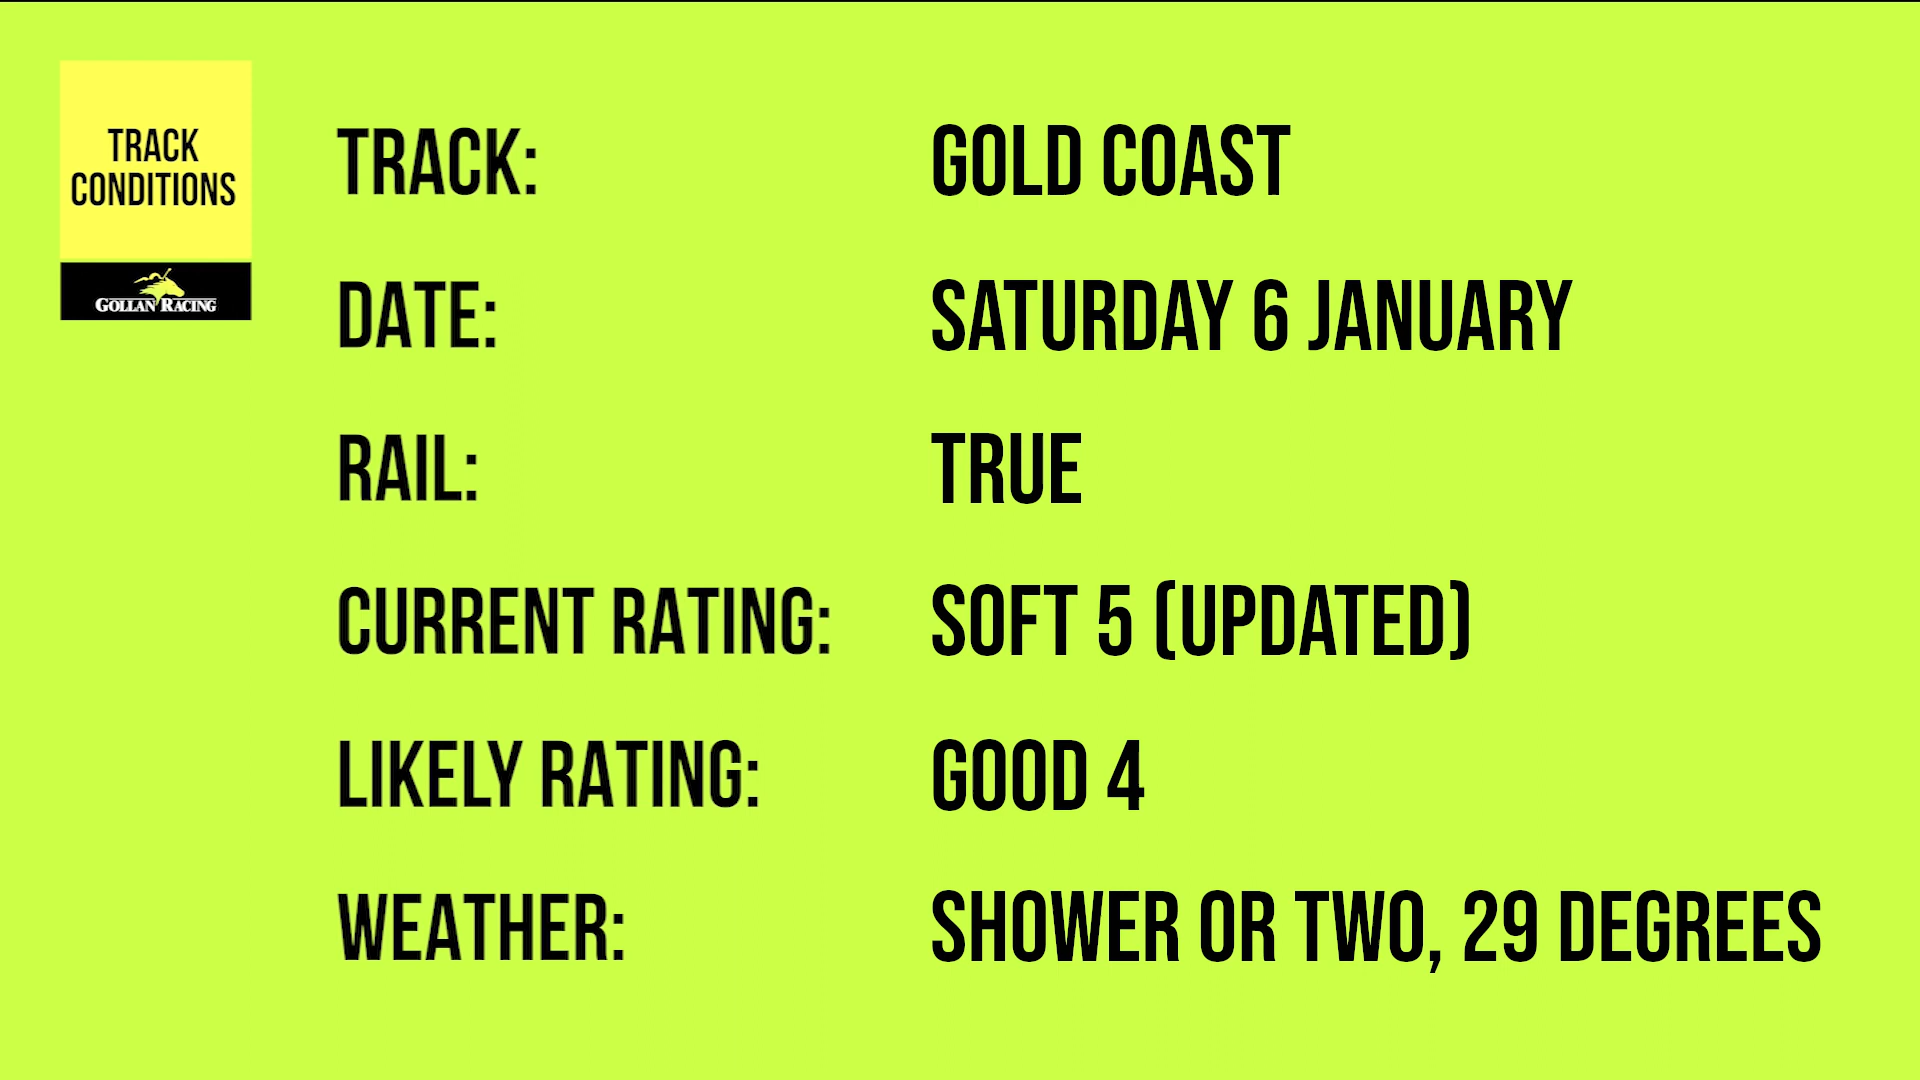 TRACK
CONDITIONS
GOLLAN RACING
TRACK: GOLD COAST
DATE: SATURDAY 6 JANUARY
RAIL: TRUE
CURRENT RATING: SOFT 5 (UPDATED)
LIKELY RATING: GOOD 4
WEATHER: SHOWER OR TWO, 29 DEGREES